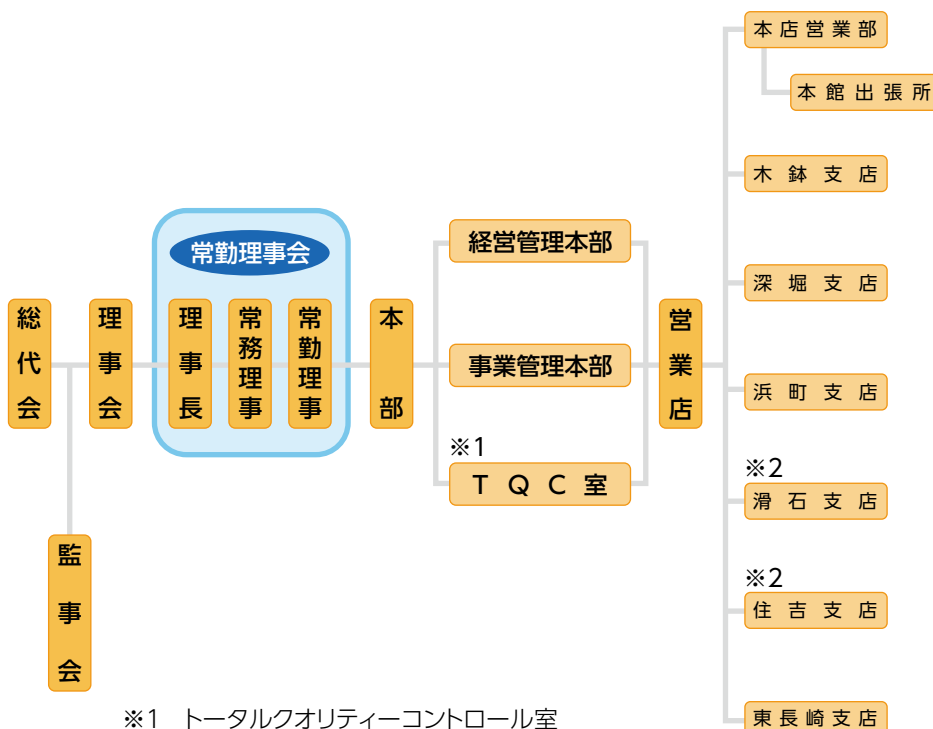 総代会
監事会
理事会
常勤理事会
理事長
常務理事
常勤理事
本部
経営管理本部
事業管理本部
※1
TQC室
営業店
本店営業部
本館出張所
木鉢支店
深堀支店
浜町支店
※2
滑石支店
※2
住吉支店
東長崎支店
※1 トータルクオリティーコントロール室